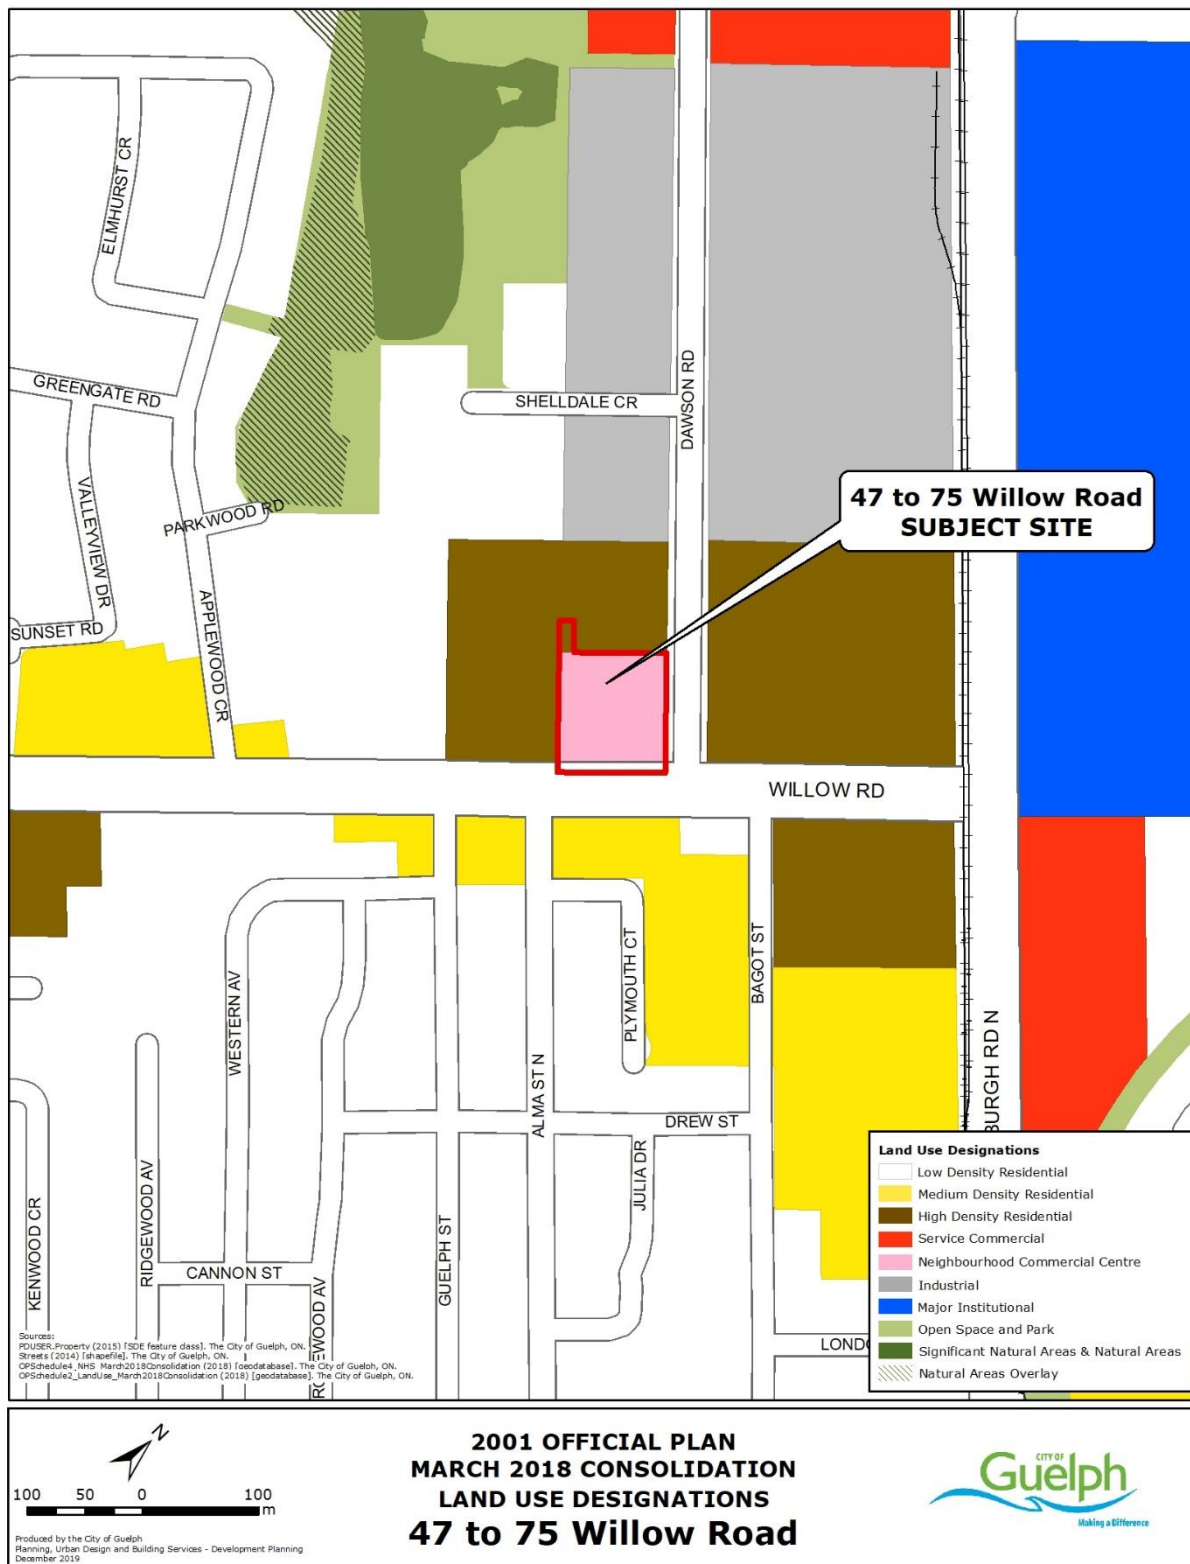 ELMHURST CR
GREENGATE RD
SHELLDALE CR
DAWSON RD
47 to 75 Willow Road
SUBJECT SITE
VALLEYVIEW DR
PARKWOOD RD
SUNSET RD
APPLEWOOD CR
WILLOW RD
WESTERN AV
PLYMOUTH CT
BAGOT ST
ALMA ST N
BURGH RD N
DREW ST
JULIA DR
RIDGEWOOD AV
KENWOOD CR
CANNON ST
GUELPH ST
EWOOD AV
LOND
Land Use Designations
Low Density Residential
Medium Density Residential
High Density Residential
Service Commercial
Neighbourhood Commercial Centre
Industrial
Major Institutional
Open Space and Park
Significant Natural Areas & Natural Areas
Natural Areas Overlay
Sources:
PDUSER.Property (2015) [SDE feature class]. The City of Guelph, ON.
Streets (2014) [shapefile]. The City of Guelph, ON.
OPSchedule4_NHS_March2018Consolidation (2018) [geodatabase]. The City of Guelph, ON.
OPSchedule2_LandUse_March2018Consolidation (2018) [geodatabase]. The City of Guelph, ON.
N
100 50 0 100
m
Produced by the City of Guelph
Planning, Urban Design and Building Services - Development Planning
December 2019
2001 OFFICIAL PLAN
MARCH 2018 CONSOLIDATION
LAND USE DESIGNATIONS
47 to 75 Willow Road
CITY OF
Guelph
Making a Difference